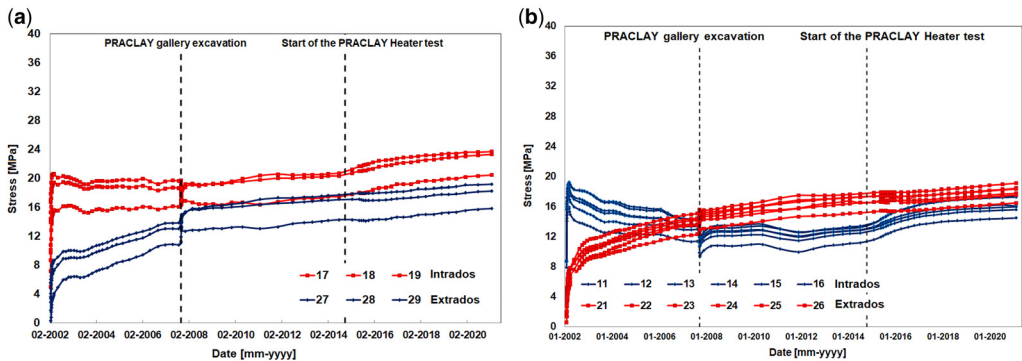 (a)
PRACLAY gallery excavation Start of the PRACLAY Heater test
Stress [MPa]
40
36
32
28
24
20
16
12
8
4
0
17 18 19 Intrados
27 28 29 Extrados
02-2002 02-2004 02-2006 02-2008 02-2010 02-2012 02-2014 02-2016 02-2018 02-2020
Date [mm-yyyy]
(b)
PRACLAY gallery excavation Start of the PRACLAY Heater test
Stress [MPa]
40
36
32
28
24
20
16
12
8
4
0
11 12 13 14 15 16 Intrados
21 22 23 24 25 26 Extrados
01-2002 01-2004 01-2006 01-2008 01-2010 01-2012 01-2014 01-2016 01-2018 01-2020
Date [mm-yyyy]